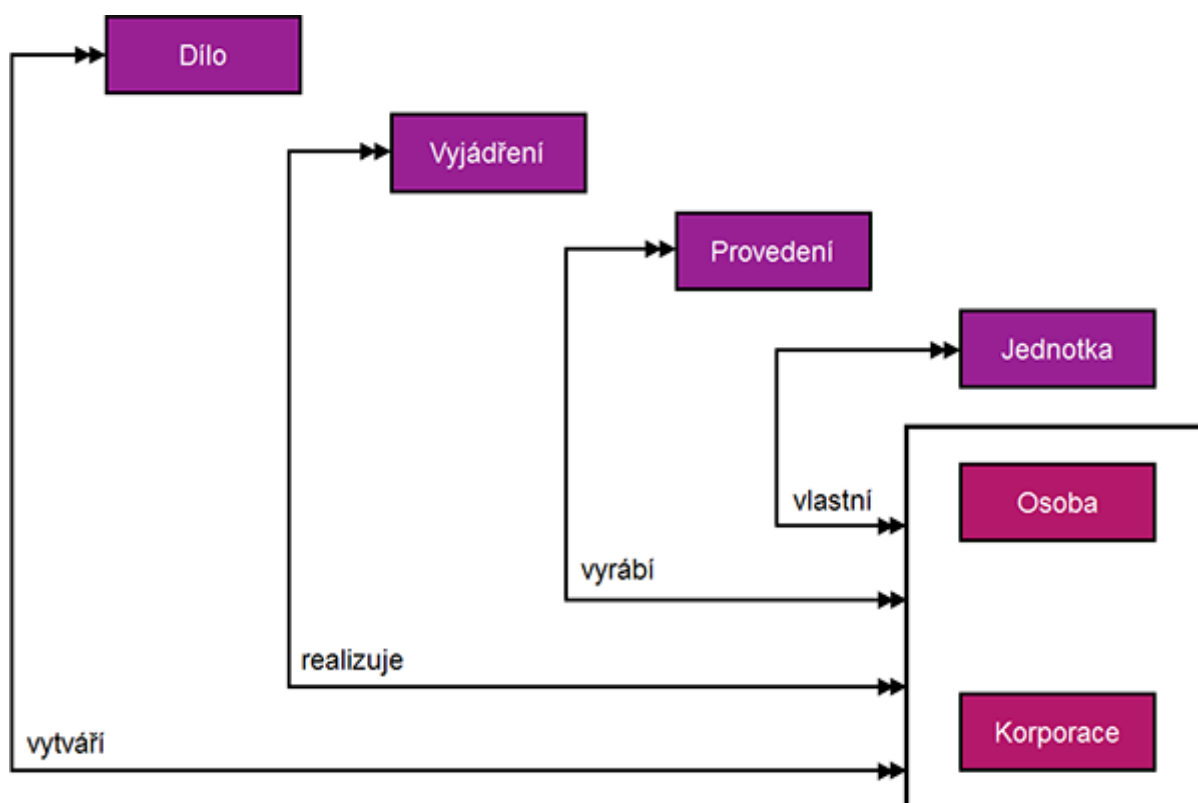 Dílo
Vyjádření
Provedení
Jednotka
vlastní
Osoba
vyrábí
realizuje
Korporace
vytváří